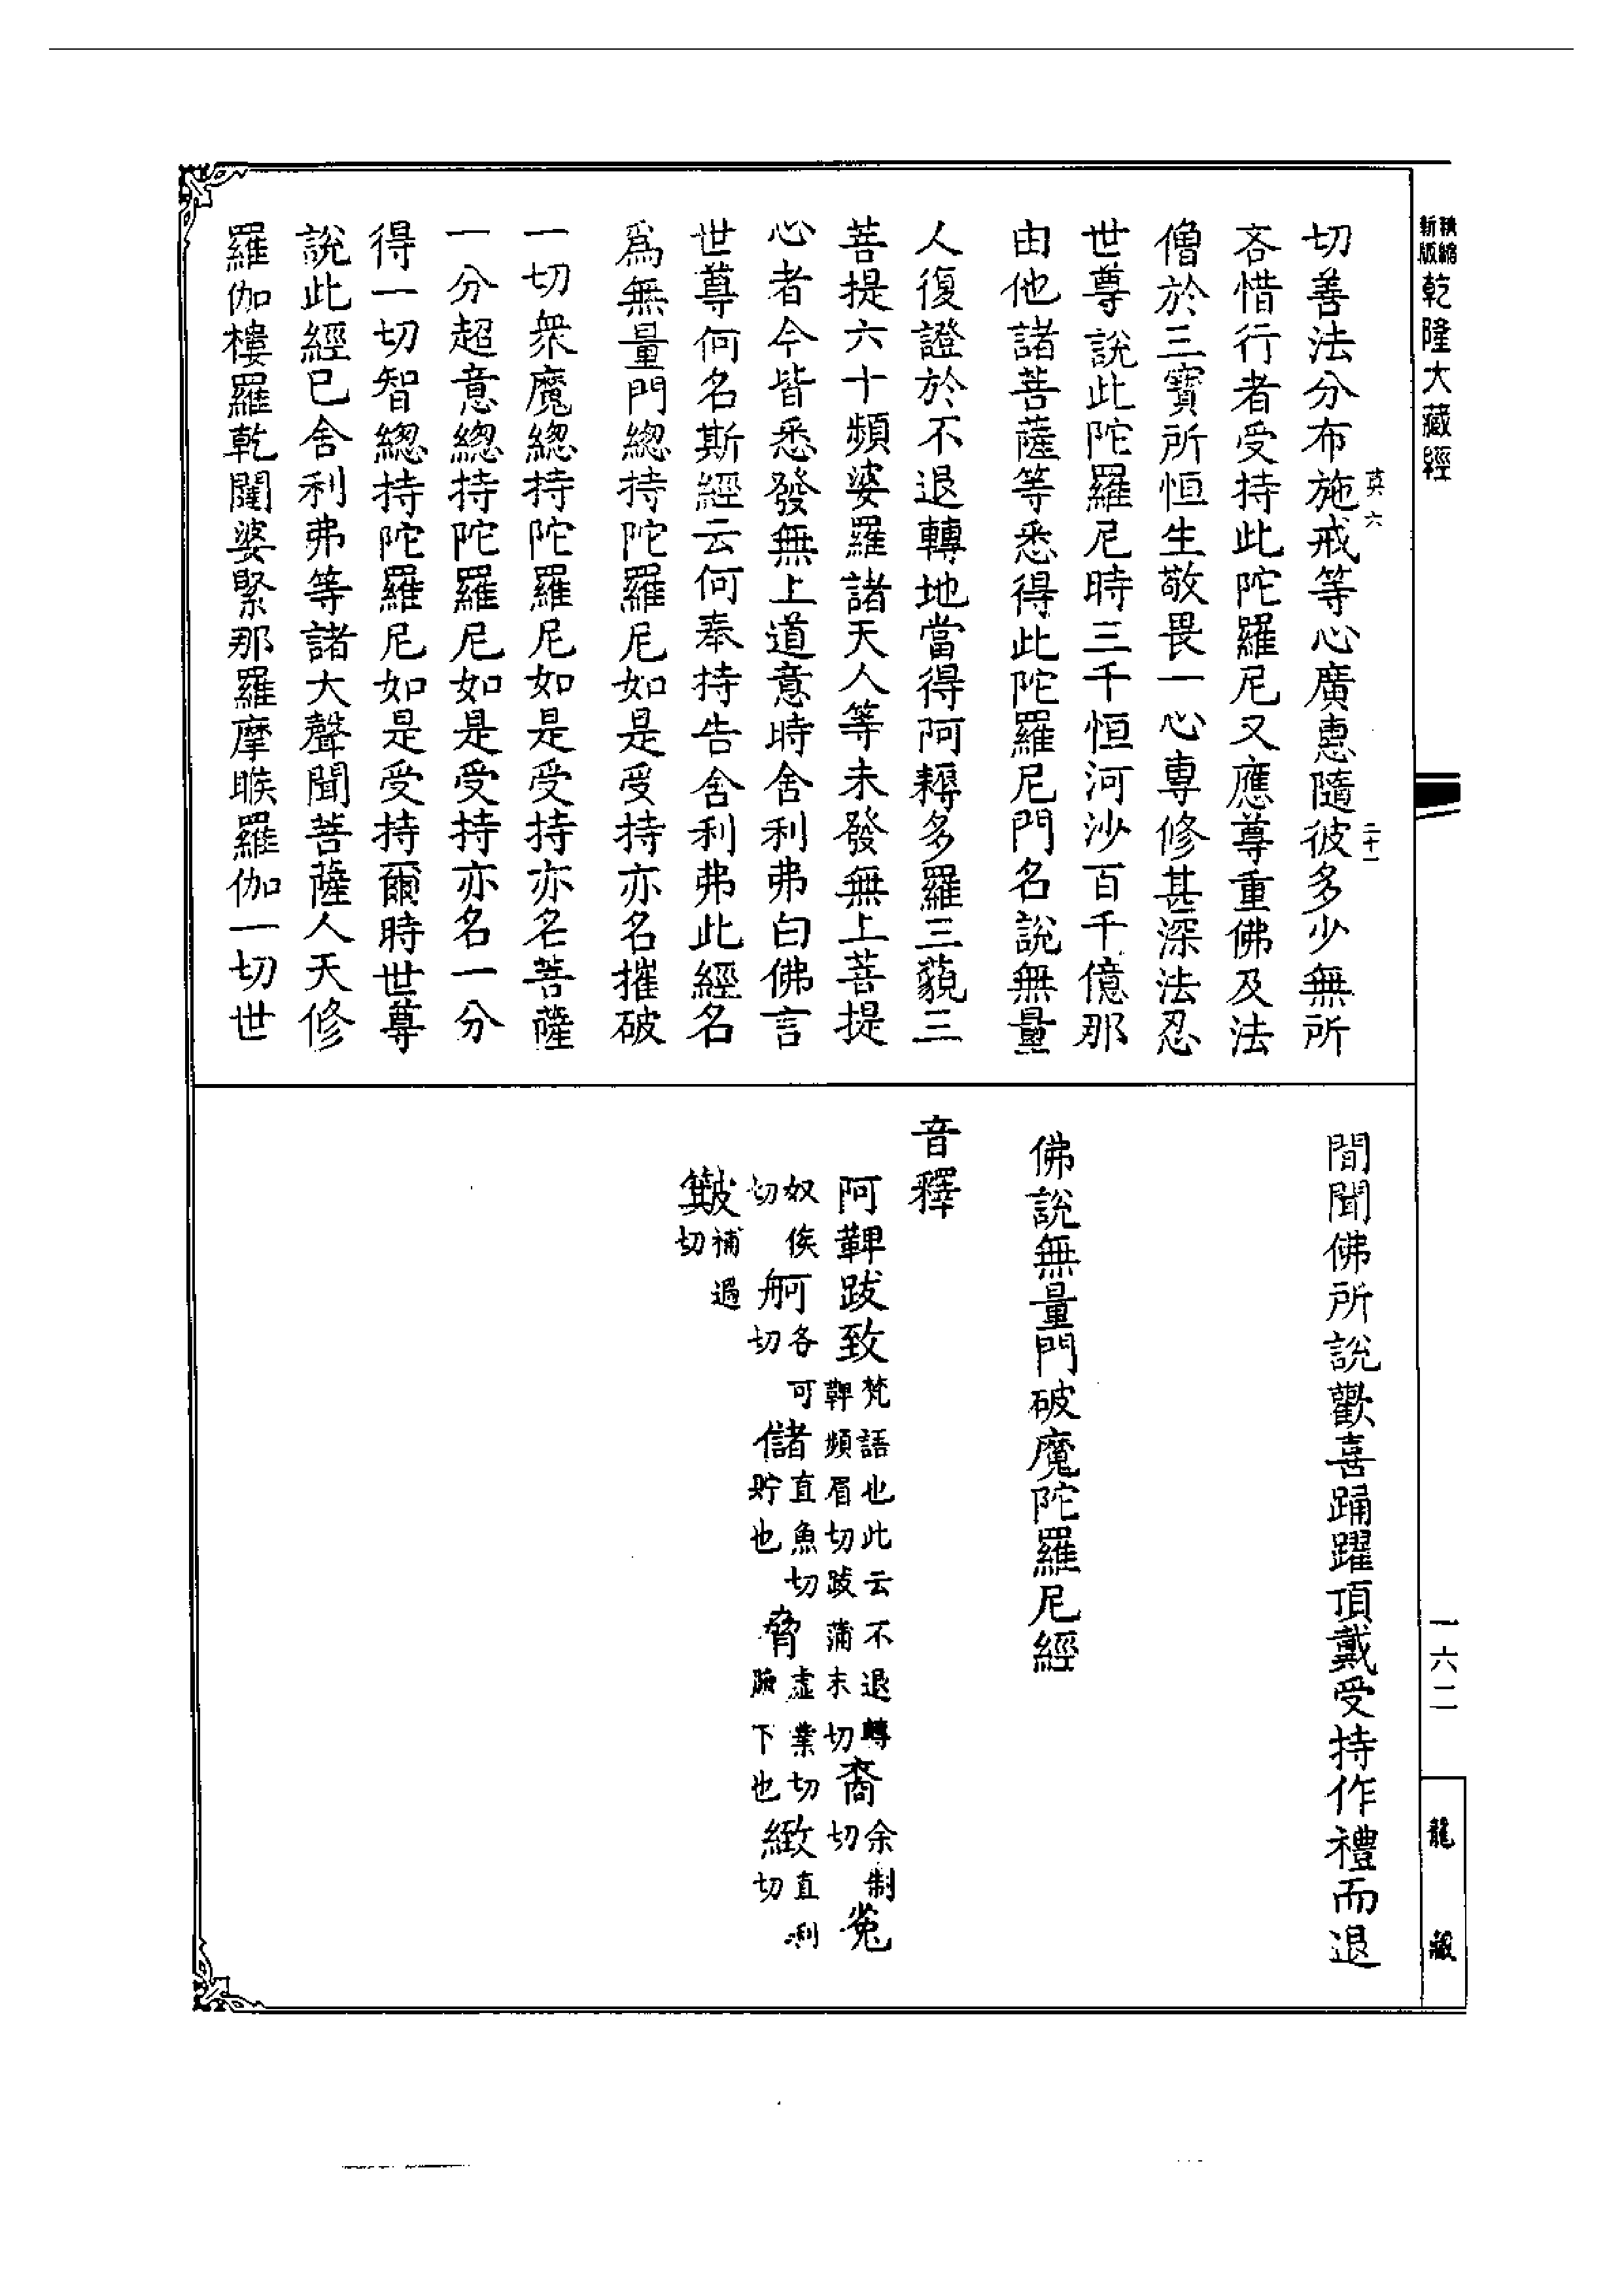 新版精縮
乾隆大藏經
英六
二十一
切善法分布施戒等心廣惠隨彼多少無所
吝惜行者受持此陀羅尼又應尊重佛及法
僧於三寶所恒生敬畏一心專修甚深法忍
世尊說此陀羅尼時三千恒河沙百千億那
由他諸菩薩等悉得此陀羅尼門名說無量
人復證於不退轉地當得阿耨多羅三藐三
菩提六十頻婆羅諸天人等未發無上菩提
心者今皆悉發無上道意時舍利弗白佛言
世尊何名斯經云何奉持告舍利弗此經名
爲無量門總持陀羅尼如是受持亦名摧破
一切衆魔總持陀羅尼如是受持亦名菩薩
一分超意總持陀羅尼如是受持亦名一分
得一切智總持陀羅尼如是受持爾時世尊
說此經已舍利弗等諸大聲聞菩薩人天修
羅伽樓羅乾闥婆緊那羅摩睺羅伽一切世
間聞佛所說歡喜踊躍頂戴受持作禮而退
佛說無量門破魔陀羅尼經
音釋
阿鞞跋致梵語也此云不退轉鞞頻眉切跋蒲末切裔余制切㝹
奴侯切舸各可切儲直魚切貯也脅虛業切腋下也緻直利切
簸補過切
一六二
龍藏